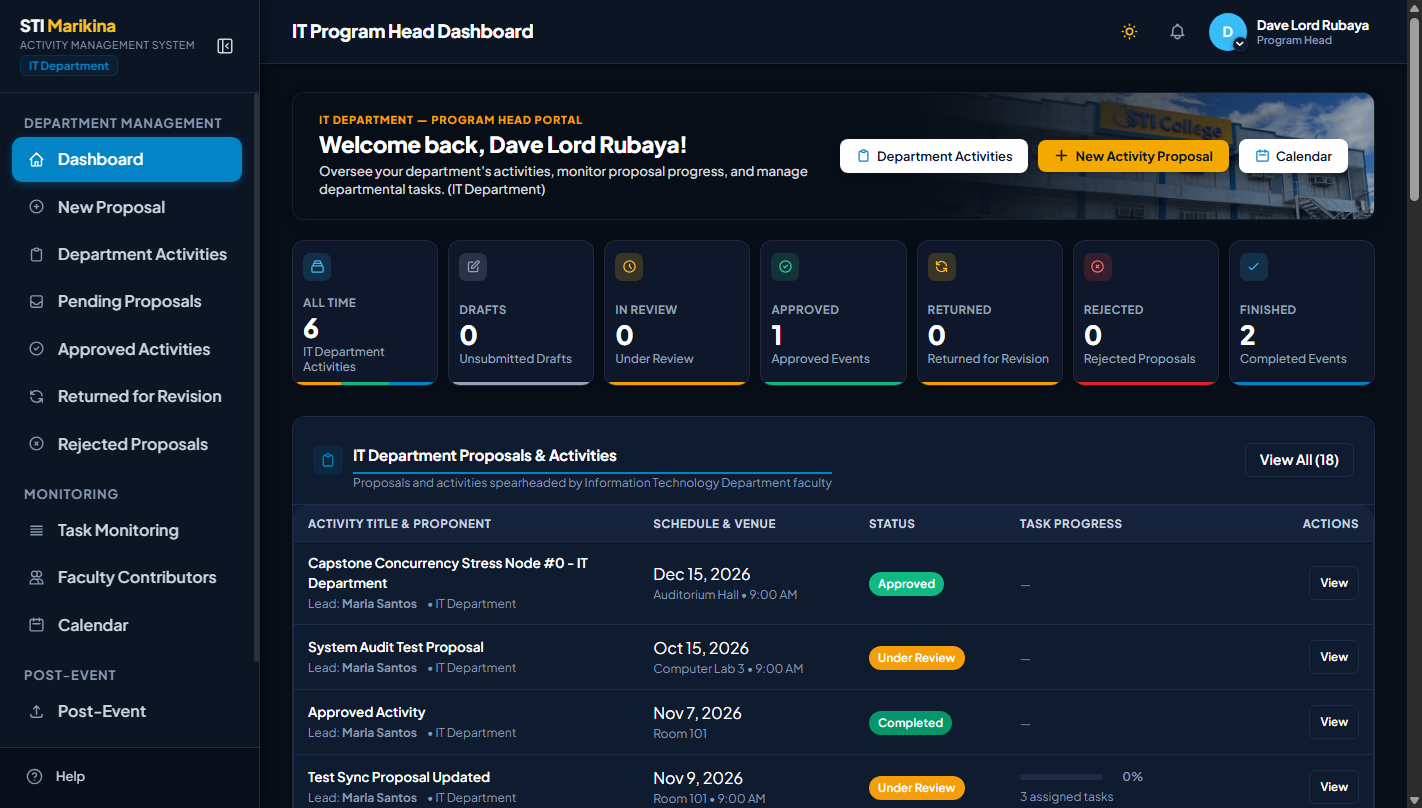 STI Marikina
ACTIVITY MANAGEMENT SYSTEM
IT Department
DEPARTMENT MANAGEMENT
Dashboard
New Proposal
Department Activities
Pending Proposals
Approved Activities
Returned for Revision
Rejected Proposals
MONITORING
Task Monitoring
Faculty Contributors
Calendar
POST-EVENT
Post-Event
Help
IT Program Head Dashboard
D
Dave Lord Rubaya
Program Head
IT DEPARTMENT — PROGRAM HEAD PORTAL
Welcome back, Dave Lord Rubaya!
Oversee your department's activities, monitor proposal progress, and manage
departmental tasks. (IT Department)
STI College
Department Activities
New Activity Proposal
Calendar
ALL TIME
6
IT Department
Activities
DRAFTS
0
Unsubmitted Drafts
IN REVIEW
0
Under Review
APPROVED
1
Approved Events
RETURNED
0
Returned for Revision
REJECTED
0
Rejected Proposals
FINISHED
2
Completed Events
IT Department Proposals & Activities
Proposals and activities spearheaded by Information Technology Department faculty
View All (18)
ACTIVITY TITLE & PROPONENT SCHEDULE & VENUE STATUS TASK PROGRESS ACTIONS
Capstone Concurrency Stress Node #0 - IT
Department
Lead: Maria Santos • IT Department
Dec 15, 2026
Auditorium Hall • 9:00 AM
Approved
—
View
System Audit Test Proposal
Lead: Maria Santos • IT Department
Oct 15, 2026
Computer Lab 3 • 9:00 AM
Under Review
—
View
Approved Activity
Lead: Maria Santos • IT Department
Nov 7, 2026
Room 101
Completed
—
View
Test Sync Proposal Updated
Lead: Maria Santos • IT Department
Nov 9, 2026
Room 101 • 9:00 AM
Under Review
0%
3 assigned tasks
View